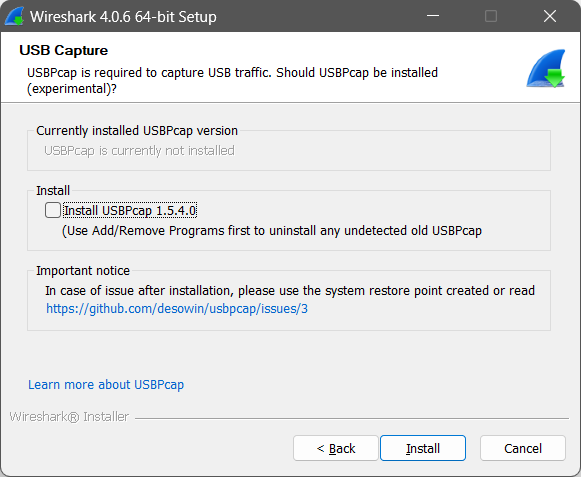 Wireshark 4.0.6 64-bit Setup
USB Capture
USBPcap is required to capture USB traffic. Should USBPcap be installed
(experimental)?
Currently installed USBPcap version
USBPcap is currently not installed
Install
Install USBPcap 1.5.4.0
(Use Add/Remove Programs first to uninstall any undetected old USBPcap
Important notice
In case of issue after installation, please use the system restore point created or read
https://github.com/desowin/usbpcap/issues/3
Learn more about USBPcap
Wireshark® Installer
< Back Install Cancel